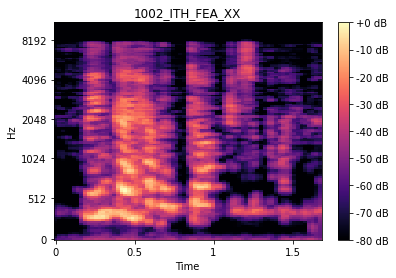 1002_ITH_FEA_XX
+0 dB
8192
-10 dB
4096
-20 dB
-30 dB
2048
Hz
-40 dB
1024
-50 dB
512
-60 dB
-70 dB
0
-80 dB
0
0.5
1
1.5
Time